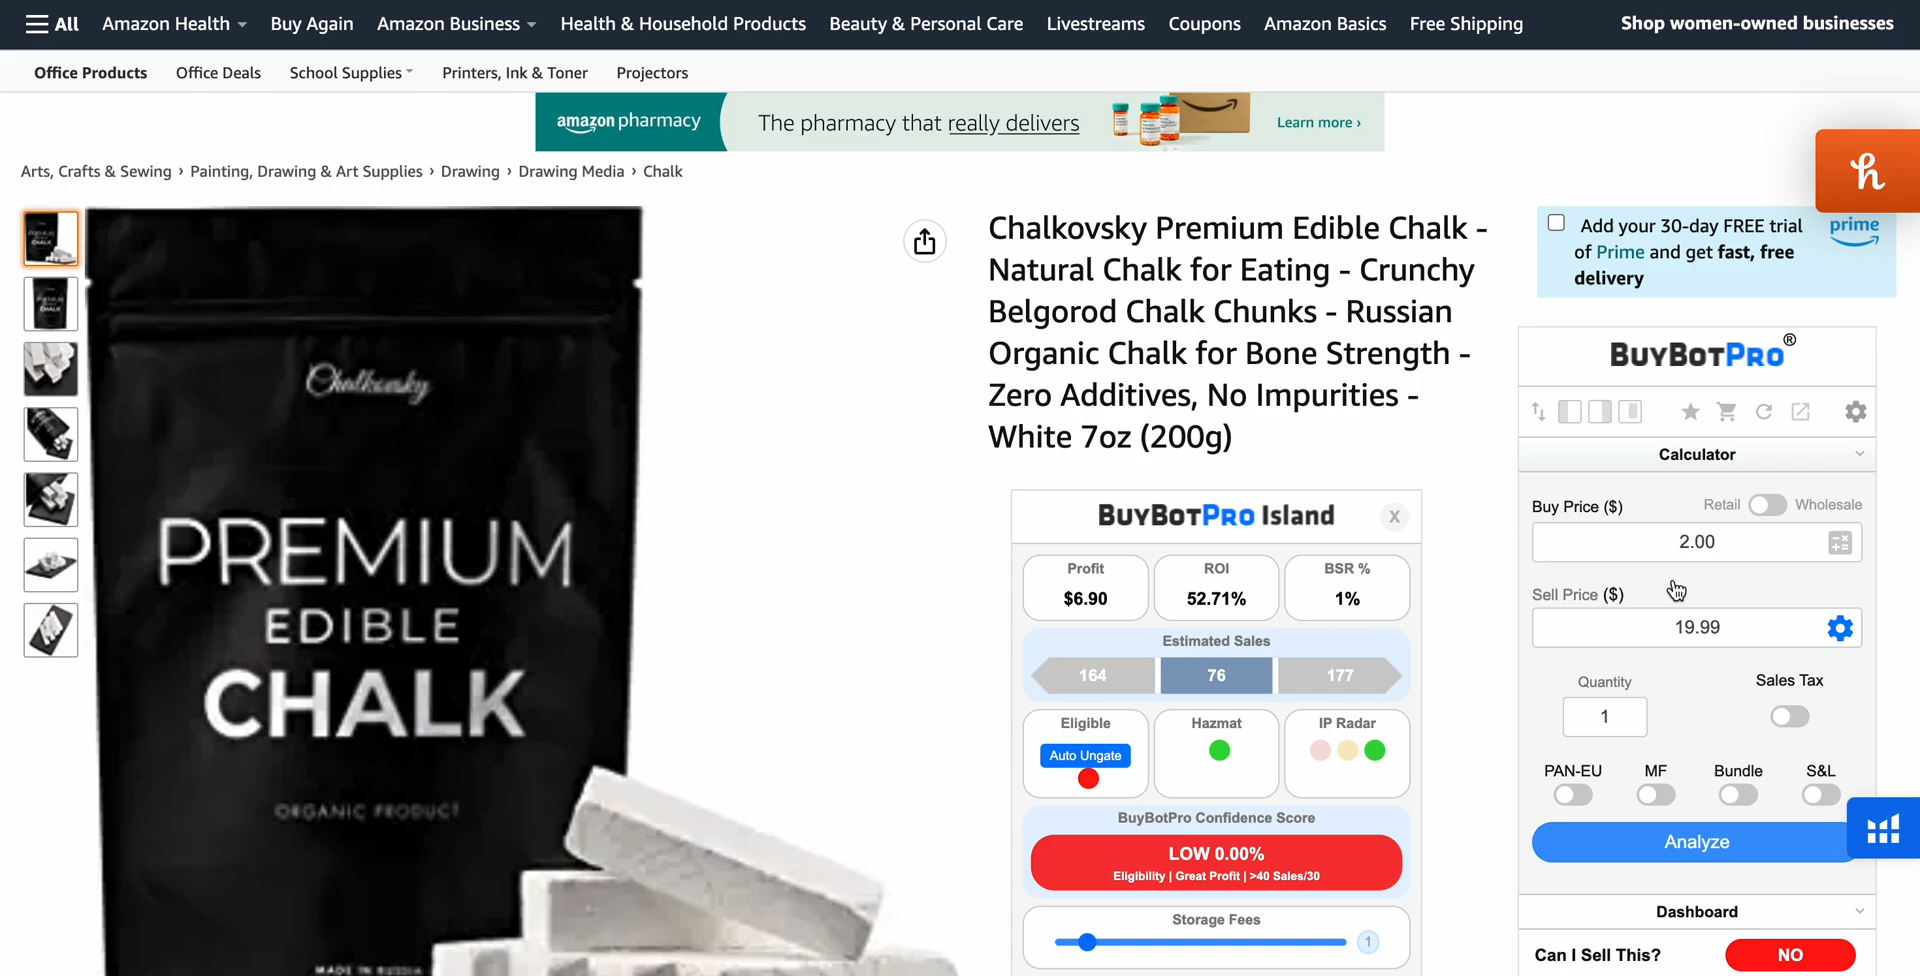 All Amazon Health Buy Again Amazon Business Health & Household Products Beauty & Personal Care Livestreams Coupons Amazon Basics Free Shipping Shop women-owned businesses
Office Products Office Deals School Supplies Printers, Ink & Toner Projectors
amazon pharmacy The pharmacy that really delivers Learn more ›
Arts, Crafts & Sewing › Painting, Drawing & Art Supplies › Drawing › Drawing Media › Chalk
Chalkovsky
PREMIUM
EDIBLE
CHALK
ORGANIC PRODUCT
MADE IN RUSSIA
Chalkovsky Premium Edible Chalk -
Natural Chalk for Eating - Crunchy
Belgorod Chalk Chunks - Russian
Organic Chalk for Bone Strength -
Zero Additives, No Impurities -
White 7oz (200g)
BUYBOTPRO Island X
Profit ROI BSR %
$6.90 52.71% 1%
Estimated Sales
164 76 177
Eligible Hazmat IP Radar
Auto Ungate
BuyBotPro Confidence Score
LOW 0.00%
Eligibility | Great Profit | >40 Sales/30
Storage Fees
1
h
Add your 30-day FREE trial prime
of Prime and get fast, free
delivery
BUYBOTPRO®
Calculator
Buy Price ($) Retail Wholesale
2.00
Sell Price ($)
19.99
Quantity Sales Tax
1
PAN-EU MF Bundle S&L
Analyze
Dashboard
Can I Sell This? NO